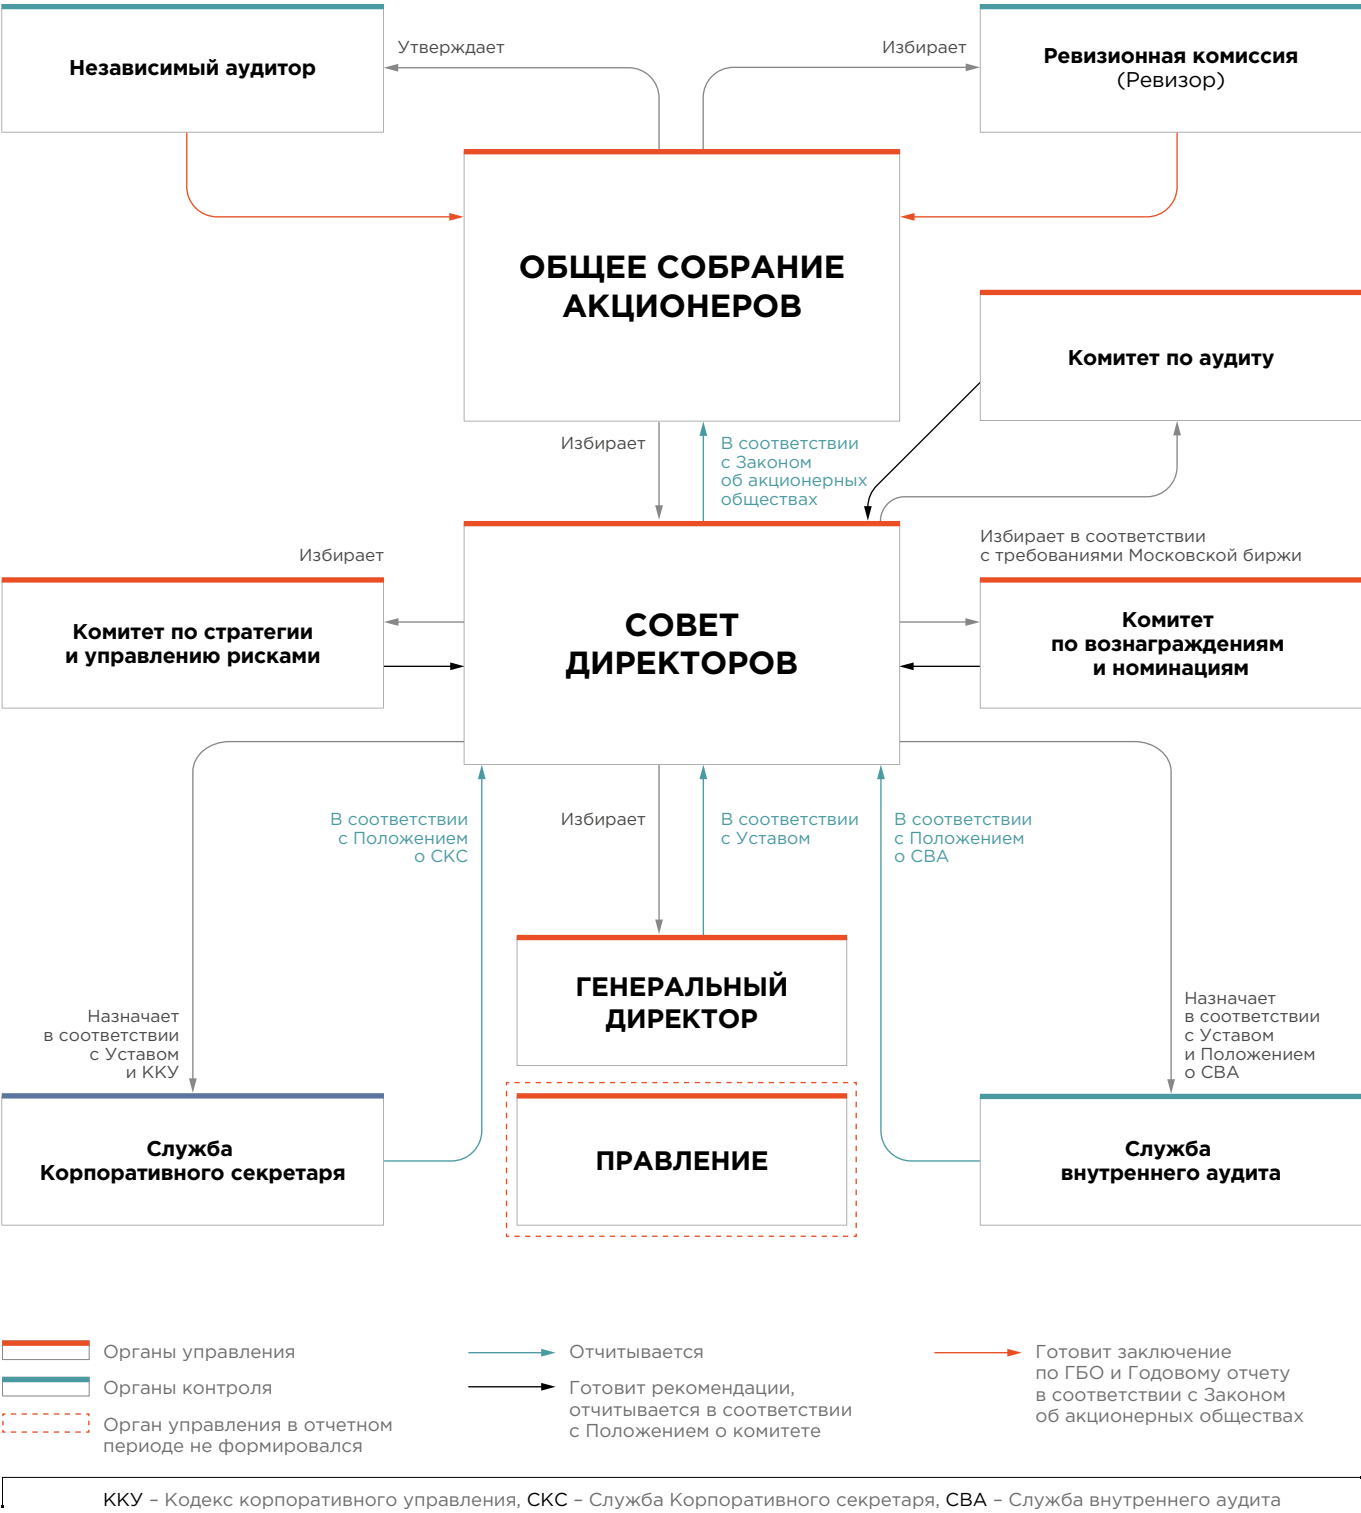 Утверждает
Избирает
Независимый аудитор
Ревизионная комиссия
(Ревизор)
ОБЩЕЕ СОБРАНИЕ
АКЦИОНЕРОВ
Комитет по аудиту
Избирает
В соответствии
с Законом
об акционерных
обществах
Избирает
Избирает в соответствии
с требованиями Московской биржи
Комитет по стратегии
и управлению рисками
СОВЕТ
ДИРЕКТОРОВ
Комитет
по вознаграждениям
и номинациям
В соответствии
с Положением
о СКС
Избирает
В соответствии
с Уставом
В соответствии
с Положением
о СВА
ГЕНЕРАЛЬНЫЙ
ДИРЕКТОР
Назначает
в соответствии
с Уставом
и ККУ
Назначает
в соответствии
с Уставом
и Положением
о СВА
Служба
Корпоративного секретаря
ПРАВЛЕНИЕ
Служба
внутреннего аудита
Органы управления
Органы контроля
Орган управления в отчетном
периоде не формировался
Отчитывается
Готовит рекомендации,
отчитывается в соответствии
с Положением о комитете
Готовит заключение
по ГБО и Годовому отчету
в соответствии с Законом
об акционерных обществах
ККУ – Кодекс корпоративного управления, СКС – Служба Корпоративного секретаря, СВА – Служба внутреннего аудита